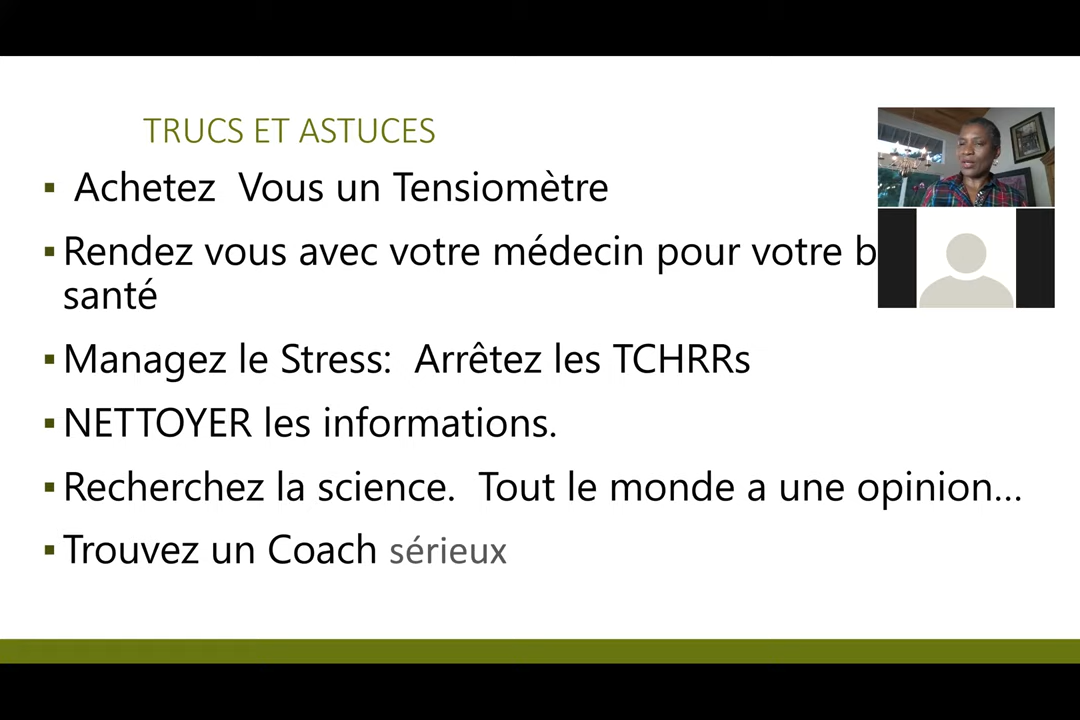 TRUCS ET ASTUCES
Achetez Vous un Tensiomètre
Rendez vous avec votre médecin pour votre
santé
Managez le Stress: Arrêtez les TCHRRs
NETTOYER les informations.
Recherchez la science. Tout le monde a une opinion...
Trouvez un Coach sérieux